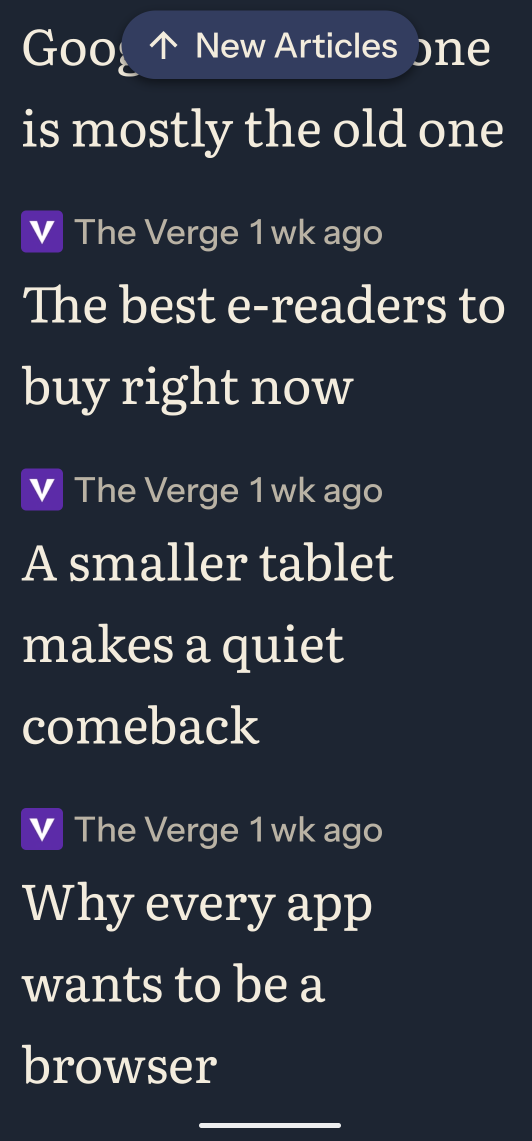 New Articles
one
is mostly the old one
The Verge 1 wk ago
The best e-readers to
buy right now
The Verge 1 wk ago
A smaller tablet
makes a quiet
comeback
The Verge 1 wk ago
Why every app
wants to be a
browser